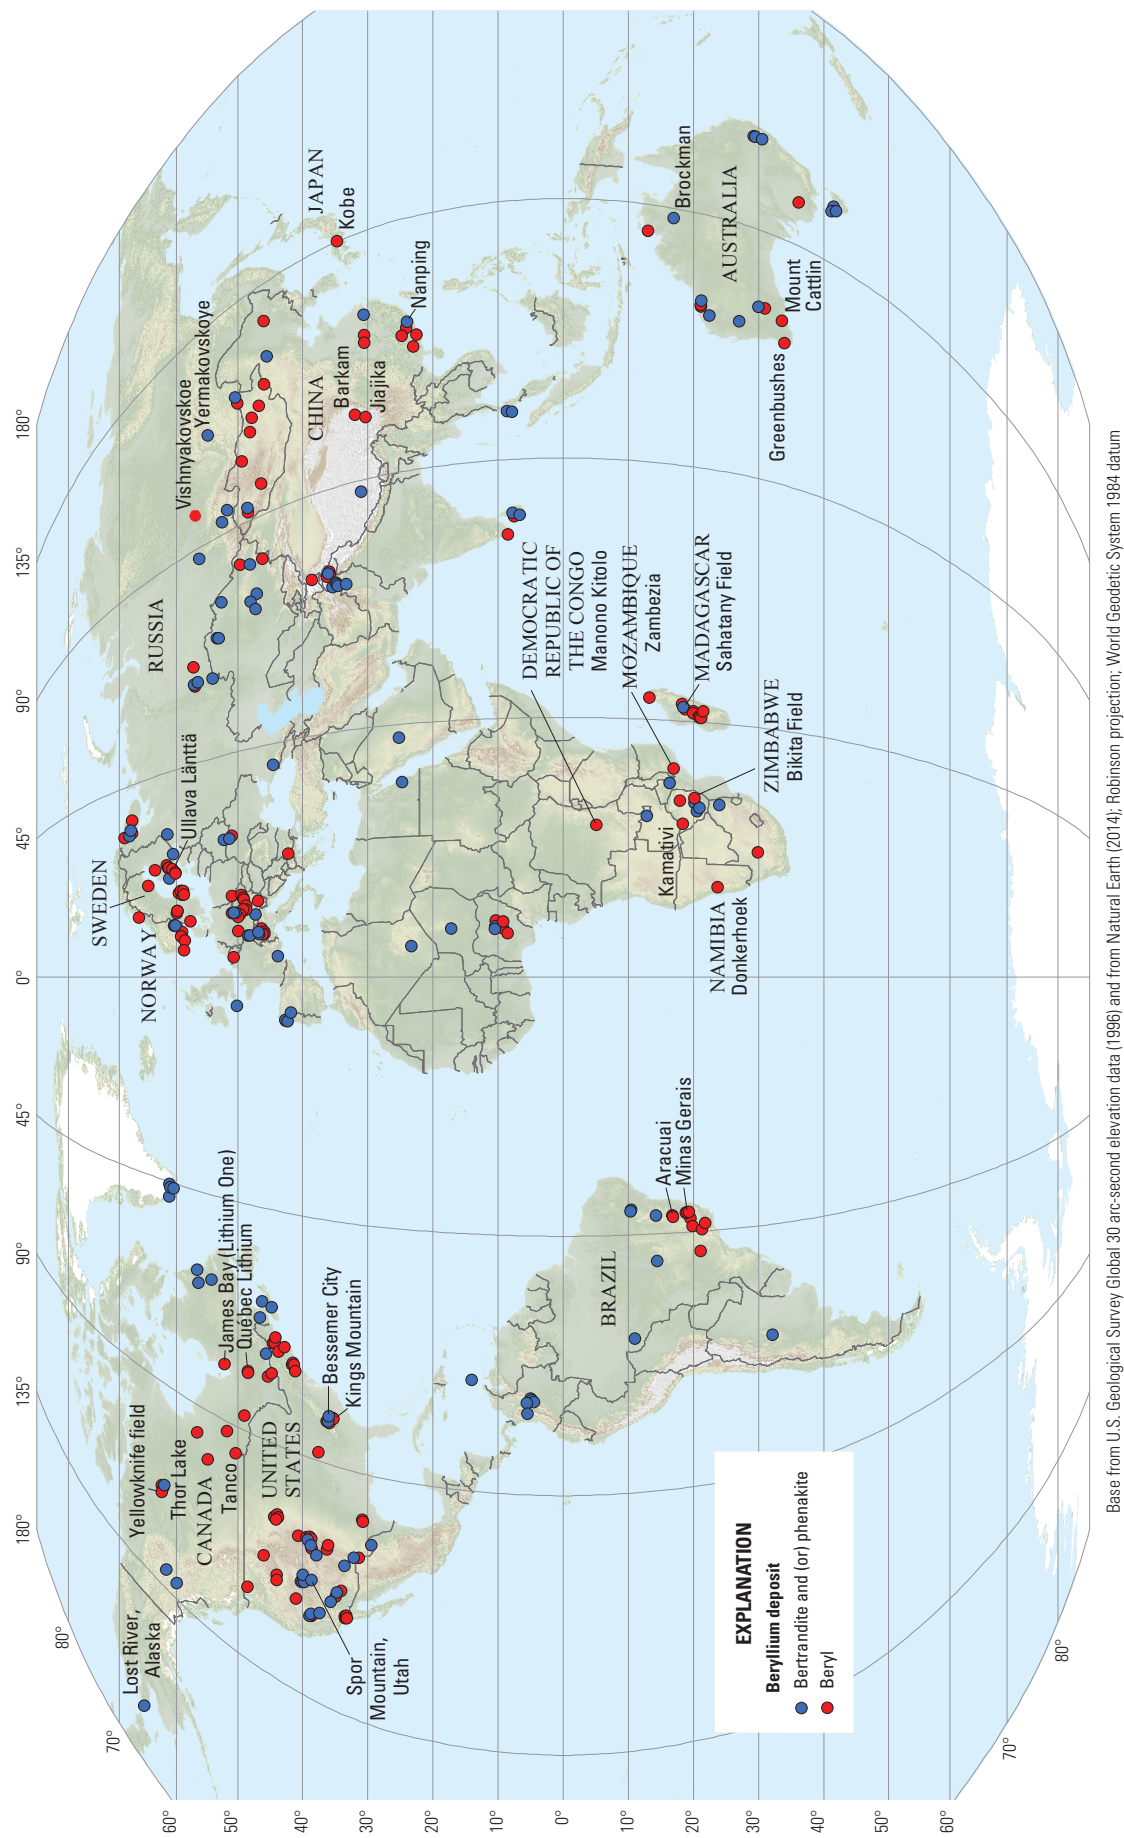 80°
70°
60°
50°
40°
30°
20°
10°
0°
10°
20°
30°
40°
50°
60°
70°
80°
180°
135°
90°
45°
0°
45°
90°
135°
180°
Lost River,
Alaska
Yellowknife field
Thor Lake
CANADA
Tanco
UNITED
STATES
Spor
Mountain,
Utah
James Bay (Lithium One)
Québec Lithium
Bessemer City
Kings Mountain
BRAZIL
Aracuai
Minas Gerais
NORWAY
SWEDEN
Ullava Länttä
RUSSIA
Vishnyakovskoe
Yermakovskoye
CHINA
Barkam
Jiajika
Nanping
JAPAN
Kobe
DEMOCRATIC
REPUBLIC OF
THE CONGO
Manono Kitolo
MOZAMBIQUE
Zambezia
MADAGASCAR
Sahatany Field
ZIMBABWE
Bikita Field
Kamativi
NAMIBIA
Donkerhoek
Brockman
AUSTRALIA
Mount
Cattlin
Greenbushes
EXPLANATION
Beryllium deposit
Bertrandite and (or) phenakite
Beryl
Base from U.S. Geological Survey Global 30 arc-second elevation data (1996) and from Natural Earth (2014); Robinson projection; World Geodetic System 1984 datum